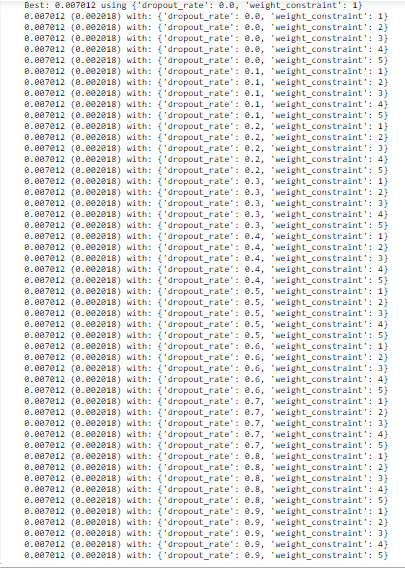 Best: 0.007012 using {'dropout_rate': 0.0, 'weight_constraint': 1}
0.007012 (0.002018) with: {'dropout_rate': 0.0, 'weight_constraint': 1}
0.007012 (0.002018) with: {'dropout_rate': 0.0, 'weight_constraint': 2}
0.007012 (0.002018) with: {'dropout_rate': 0.0, 'weight_constraint': 3}
0.007012 (0.002018) with: {'dropout_rate': 0.0, 'weight_constraint': 4}
0.007012 (0.002018) with: {'dropout_rate': 0.0, 'weight_constraint': 5}
0.007012 (0.002018) with: {'dropout_rate': 0.1, 'weight_constraint': 1}
0.007012 (0.002018) with: {'dropout_rate': 0.1, 'weight_constraint': 2}
0.007012 (0.002018) with: {'dropout_rate': 0.1, 'weight_constraint': 3}
0.007012 (0.002018) with: {'dropout_rate': 0.1, 'weight_constraint': 4}
0.007012 (0.002018) with: {'dropout_rate': 0.1, 'weight_constraint': 5}
0.007012 (0.002018) with: {'dropout_rate': 0.2, 'weight_constraint': 1}
0.007012 (0.002018) with: {'dropout_rate': 0.2, 'weight_constraint': 2}
0.007012 (0.002018) with: {'dropout_rate': 0.2, 'weight_constraint': 3}
0.007012 (0.002018) with: {'dropout_rate': 0.2, 'weight_constraint': 4}
0.007012 (0.002018) with: {'dropout_rate': 0.2, 'weight_constraint': 5}
0.007012 (0.002018) with: {'dropout_rate': 0.3, 'weight_constraint': 1}
0.007012 (0.002018) with: {'dropout_rate': 0.3, 'weight_constraint': 2}
0.007012 (0.002018) with: {'dropout_rate': 0.3, 'weight_constraint': 3}
0.007012 (0.002018) with: {'dropout_rate': 0.3, 'weight_constraint': 4}
0.007012 (0.002018) with: {'dropout_rate': 0.3, 'weight_constraint': 5}
0.007012 (0.002018) with: {'dropout_rate': 0.4, 'weight_constraint': 1}
0.007012 (0.002018) with: {'dropout_rate': 0.4, 'weight_constraint': 2}
0.007012 (0.002018) with: {'dropout_rate': 0.4, 'weight_constraint': 3}
0.007012 (0.002018) with: {'dropout_rate': 0.4, 'weight_constraint': 4}
0.007012 (0.002018) with: {'dropout_rate': 0.4, 'weight_constraint': 5}
0.007012 (0.002018) with: {'dropout_rate': 0.5, 'weight_constraint': 1}
0.007012 (0.002018) with: {'dropout_rate': 0.5, 'weight_constraint': 2}
0.007012 (0.002018) with: {'dropout_rate': 0.5, 'weight_constraint': 3}
0.007012 (0.002018) with: {'dropout_rate': 0.5, 'weight_constraint': 4}
0.007012 (0.002018) with: {'dropout_rate': 0.5, 'weight_constraint': 5}
0.007012 (0.002018) with: {'dropout_rate': 0.6, 'weight_constraint': 1}
0.007012 (0.002018) with: {'dropout_rate': 0.6, 'weight_constraint': 2}
0.007012 (0.002018) with: {'dropout_rate': 0.6, 'weight_constraint': 3}
0.007012 (0.002018) with: {'dropout_rate': 0.6, 'weight_constraint': 4}
0.007012 (0.002018) with: {'dropout_rate': 0.6, 'weight_constraint': 5}
0.007012 (0.002018) with: {'dropout_rate': 0.7, 'weight_constraint': 1}
0.007012 (0.002018) with: {'dropout_rate': 0.7, 'weight_constraint': 2}
0.007012 (0.002018) with: {'dropout_rate': 0.7, 'weight_constraint': 3}
0.007012 (0.002018) with: {'dropout_rate': 0.7, 'weight_constraint': 4}
0.007012 (0.002018) with: {'dropout_rate': 0.7, 'weight_constraint': 5}
0.007012 (0.002018) with: {'dropout_rate': 0.8, 'weight_constraint': 1}
0.007012 (0.002018) with: {'dropout_rate': 0.8, 'weight_constraint': 2}
0.007012 (0.002018) with: {'dropout_rate': 0.8, 'weight_constraint': 3}
0.007012 (0.002018) with: {'dropout_rate': 0.8, 'weight_constraint': 4}
0.007012 (0.002018) with: {'dropout_rate': 0.8, 'weight_constraint': 5}
0.007012 (0.002018) with: {'dropout_rate': 0.9, 'weight_constraint': 1}
0.007012 (0.002018) with: {'dropout_rate': 0.9, 'weight_constraint': 2}
0.007012 (0.002018) with: {'dropout_rate': 0.9, 'weight_constraint': 3}
0.007012 (0.002018) with: {'dropout_rate': 0.9, 'weight_constraint': 4}
0.007012 (0.002018) with: {'dropout_rate': 0.9, 'weight_constraint': 5}